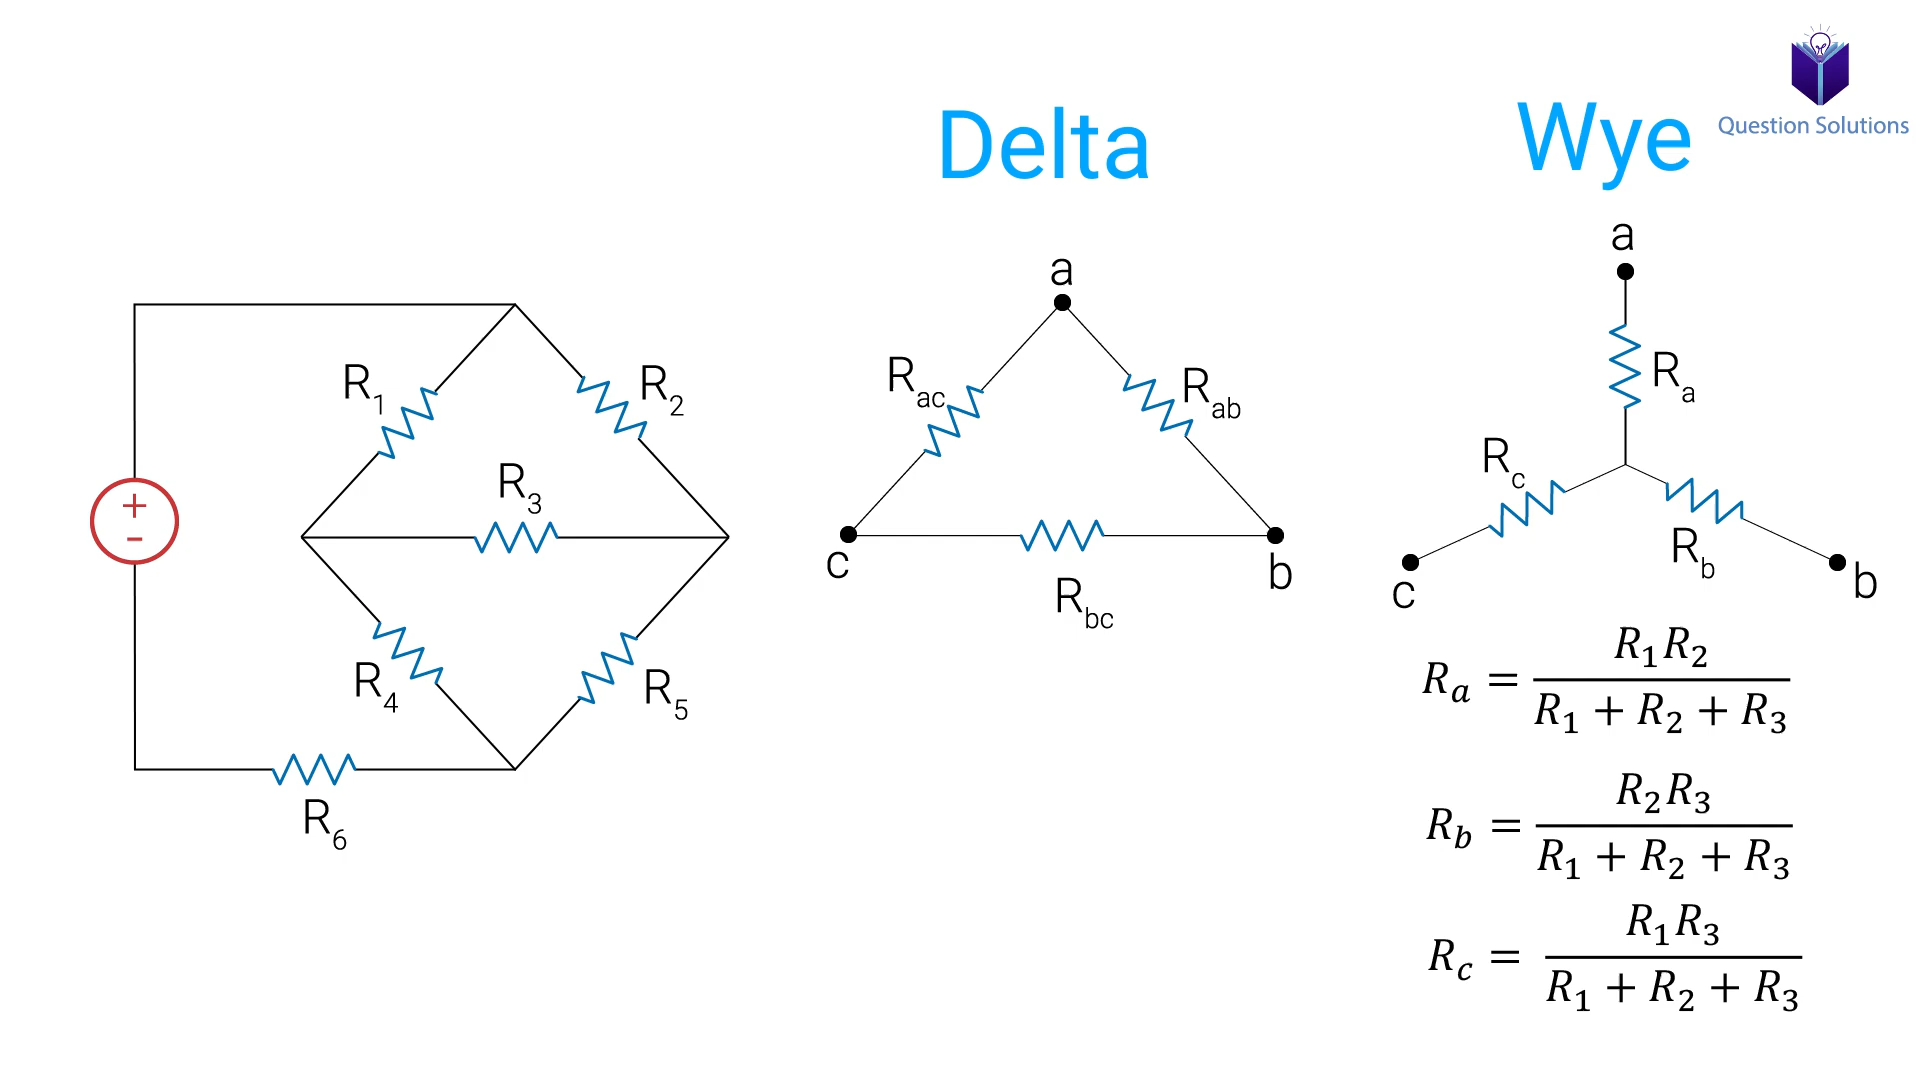 Question Solutions
Delta
Wye
R1
R2
R3
R4
R5
R6
+
-
a
Rac
Rab
c
b
Rbc
a
Ra
Rc
Rb
c
b
Ra = R1R2 / R1 + R2 + R3
Rb = R2R3 / R1 + R2 + R3
Rc = R1R3 / R1 + R2 + R3